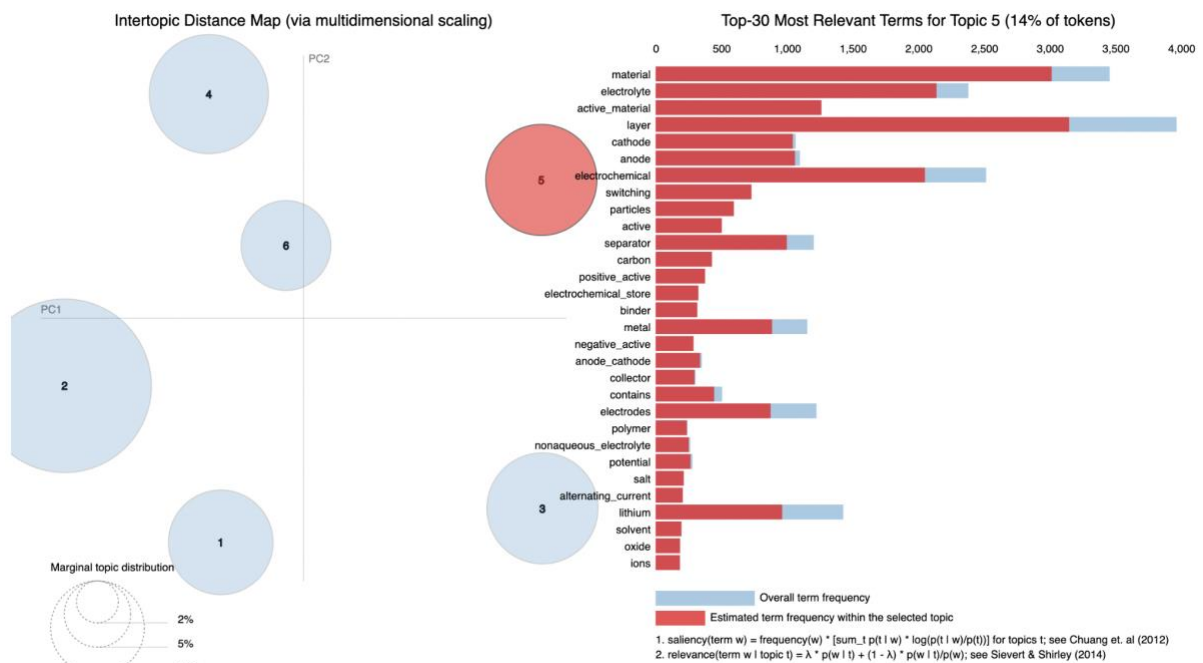 Intertopic Distance Map (via multidimensional scaling)
PC2
PC1
4
5
6
2
3
1
Marginal topic distribution
2%
5%
Top-30 Most Relevant Terms for Topic 5 (14% of tokens)
0 500 1,000 1,500 2,000 2,500 3,000 3,500 4,000
material
electrolyte
active_material
layer
cathode
anode
electrochemical
switching
particles
active
separator
carbon
positive_active
electrochemical_store
binder
metal
negative_active
anode_cathode
collector
contains
electrodes
polymer
nonaqueous_electrolyte
potential
salt
alternating_current
lithium
solvent
oxide
ions
Overall term frequency
Estimated term frequency within the selected topic
1. saliency(term w) = frequency(w) * [sum_t p(t | w) * log(p(t | w)/p(t))] for topics t; see Chuang et. al (2012)
2. relevance(term w | topic t) = λ * p(w | t) + (1 - λ) * p(w | t)/p(w); see Sievert & Shirley (2014)